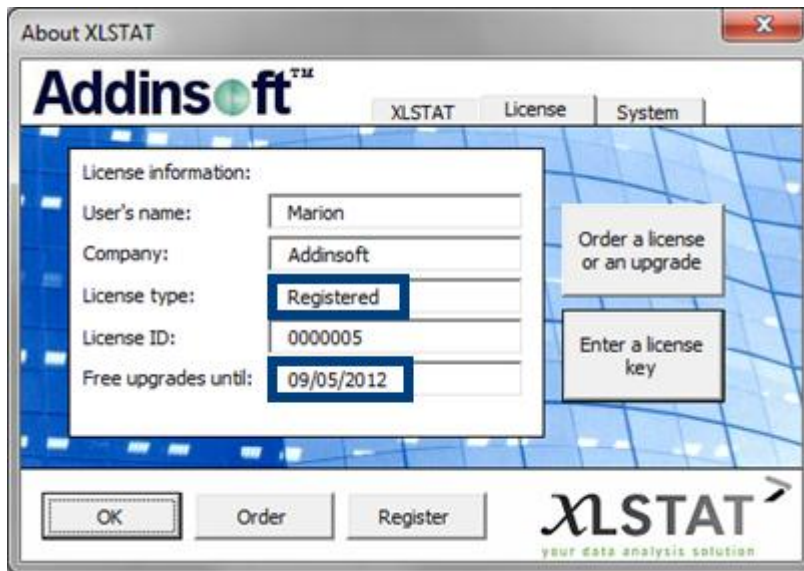 About XLSTAT
Addinsoft™
XLSTAT License System
License information:
User's name: Marion
Company: Addinsoft
License type: Registered
License ID: 0000005
Free upgrades until: 09/05/2012
Order a license
or an upgrade
Enter a license
key
OK Order Register
XLSTAT
your data analysis solution